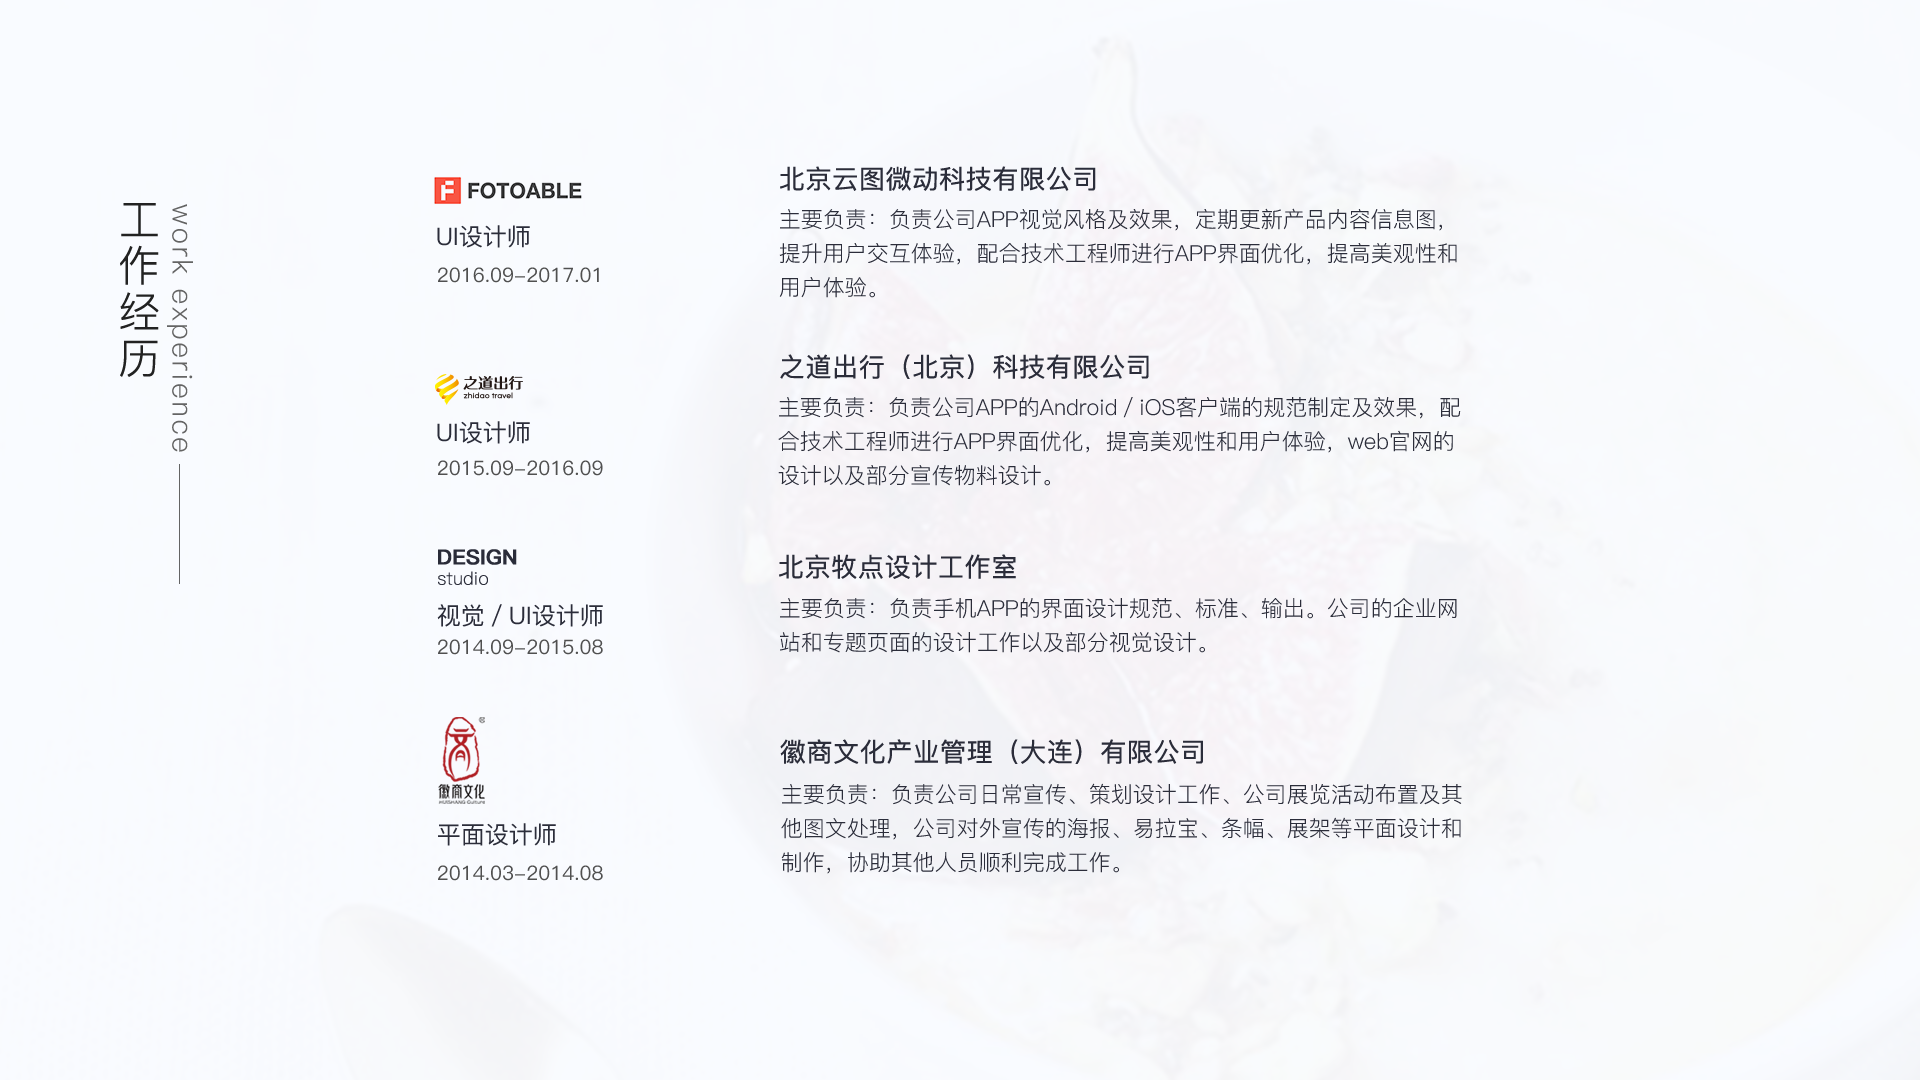 工作经历
work experience
FOTOABLE
UI设计师
2016.09-2017.01
北京云图微动科技有限公司
主要负责：负责公司APP视觉风格及效果，定期更新产品内容信息图，
提升用户交互体验，配合技术工程师进行APP界面优化，提高美观性和
用户体验。
之道出行
zhidao travel
UI设计师
2015.09-2016.09
之道出行（北京）科技有限公司
主要负责：负责公司APP的Android / iOS客户端的规范制定及效果，配
合技术工程师进行APP界面优化，提高美观性和用户体验，web官网的
设计以及部分宣传物料设计。
DESIGN
studio
视觉 / UI设计师
2014.09-2015.08
北京牧点设计工作室
主要负责：负责手机APP的界面设计规范、标准、输出。公司的企业网
站和专题页面的设计工作以及部分视觉设计。
®
徽商文化
HUISHANG Culture
平面设计师
2014.03-2014.08
徽商文化产业管理（大连）有限公司
主要负责：负责公司日常宣传、策划设计工作、公司展览活动布置及其
他图文处理，公司对外宣传的海报、易拉宝、条幅、展架等平面设计和
制作，协助其他人员顺利完成工作。